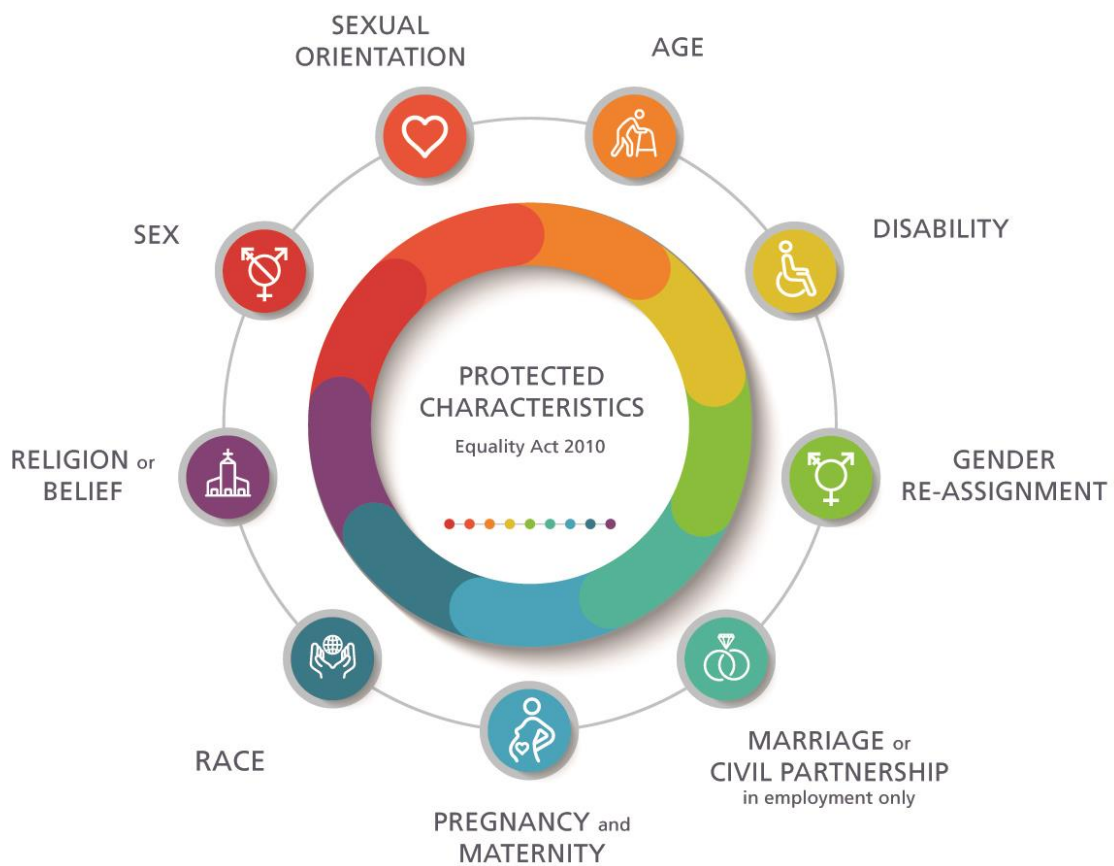 SEXUAL
ORIENTATION
AGE
SEX
DISABILITY
PROTECTED
CHARACTERISTICS
Equality Act 2010
RELIGION or
BELIEF
GENDER
RE-ASSIGNMENT
RACE
MARRIAGE or
CIVIL PARTNERSHIP
in employment only
PREGNANCY and
MATERNITY